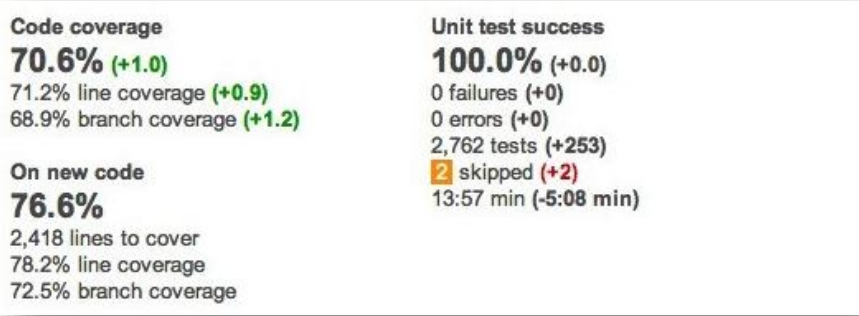 Code coverage
70.6% (+1.0)
71.2% line coverage (+0.9)
68.9% branch coverage (+1.2)
On new code
76.6%
2,418 lines to cover
78.2% line coverage
72.5% branch coverage
Unit test success
100.0% (+0.0)
0 failures (+0)
0 errors (+0)
2,762 tests (+253)
2 skipped (+2)
13:57 min (-5:08 min)